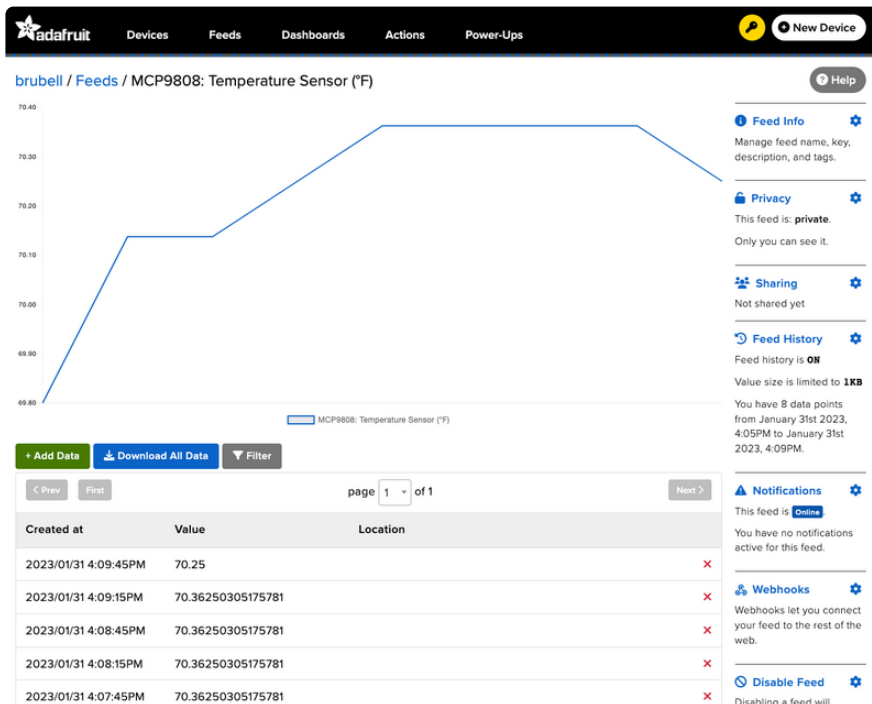 adafruit Devices Feeds Dashboards Actions Power-Ups New Device
brubell / Feeds / MCP9808: Temperature Sensor (°F)
Help
70.40
70.30
70.20
70.10
70.00
69.90
69.80
MCP9808: Temperature Sensor (°F)
+ Add Data Download All Data Filter
< Prev First page 1 of 1 Next >
Created at Value Location
2023/01/31 4:09:45PM 70.25
2023/01/31 4:09:15PM 70.36250305175781
2023/01/31 4:08:45PM 70.36250305175781
2023/01/31 4:08:15PM 70.36250305175781
2023/01/31 4:07:45PM 70.36250305175781
Feed Info
Manage feed name, key,
description, and tags.
Privacy
This feed is: private.
Only you can see it.
Sharing
Not shared yet
Feed History
Feed history is ON
Value size is limited to 1KB
You have 8 data points
from January 31st 2023,
4:05PM to January 31st
2023, 4:09PM.
Notifications
This feed is Online
You have no notifications
active for this feed.
Webhooks
Webhooks let you connect
your feed to the rest of the
web.
Disable Feed
Disabling a feed will